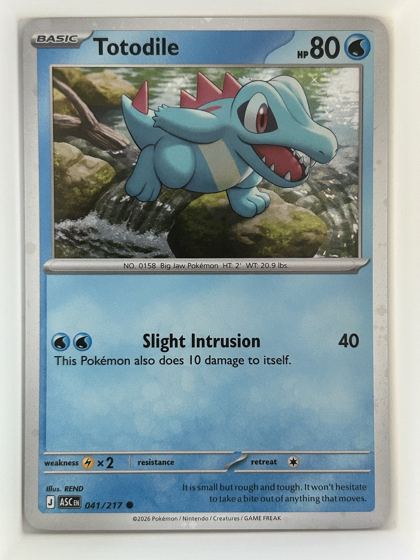 BASIC Totodile HP 80
NO. 0158 Big Jaw Pokémon HT: 2' WT: 20.9 lbs.
Slight Intrusion 40
This Pokémon also does 10 damage to itself.
weakness ×2 resistance retreat
Illus. REND It is small but rough and tough. It won't hesitate
to take a bite out of anything that moves.
J ASC EN 041/217
©2026 Pokémon / Nintendo / Creatures / GAME FREAK